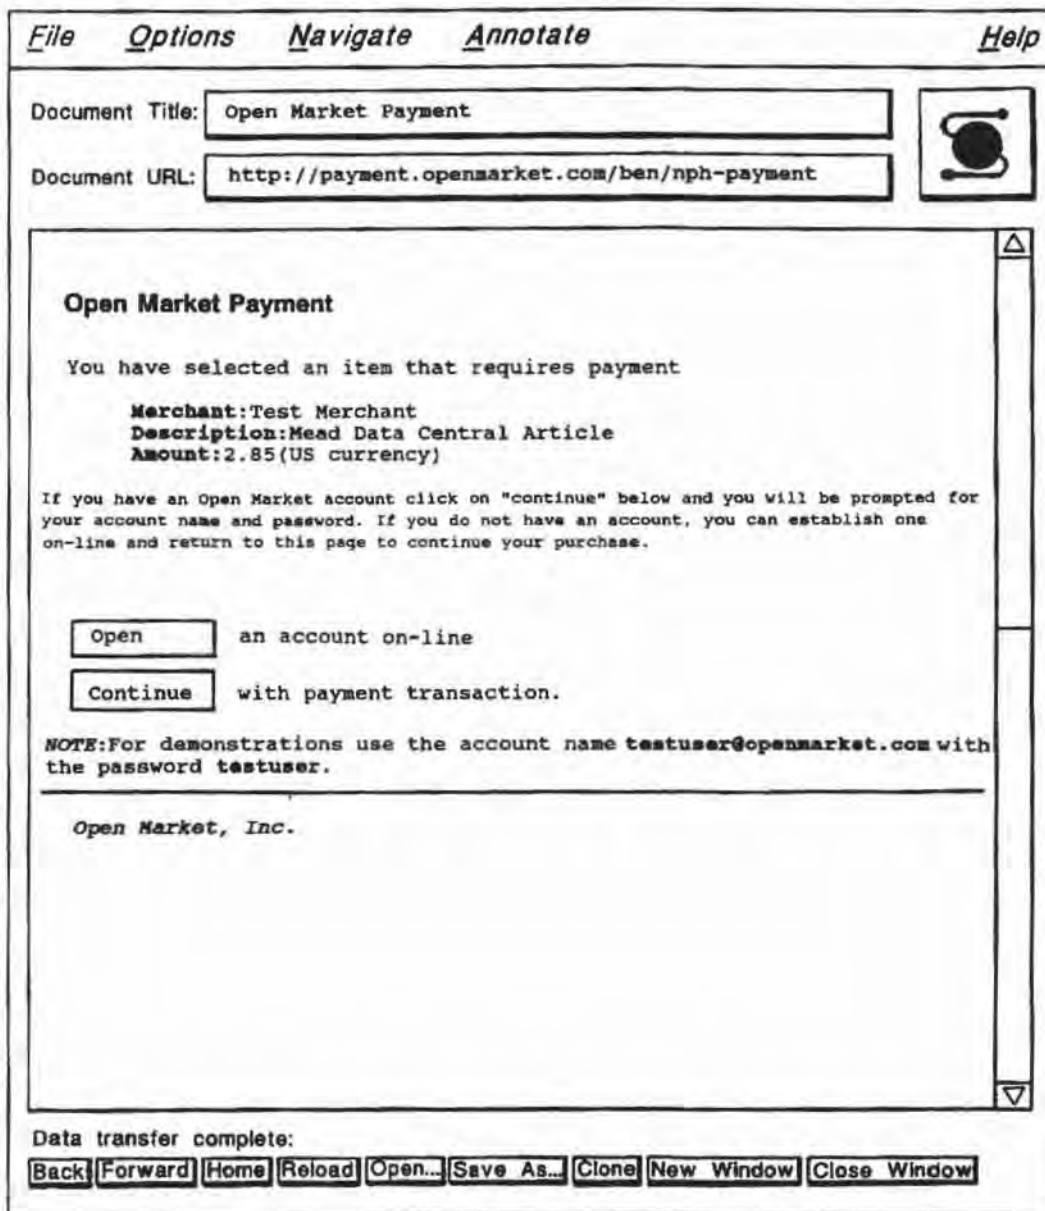 File Options Navigate Annotate Help
Document Title: Open Market Payment
Document URL: http://payment.openmarket.com/ben/nph-payment
Open Market Payment
You have selected an item that requires payment
Merchant:Test Merchant
Description:Mead Data Central Article
Amount:2.85(US currency)
If you have an Open Market account click on "continue" below and you will be prompted for
your account name and password. If you do not have an account, you can establish one
on-line and return to this page to continue your purchase.
Open an account on-line
Continue with payment transaction.
NOTE:For demonstrations use the account name testuser@openmarket.com with
the password testuser.
Open Market, Inc.
Data transfer complete:
Back Forward Home Reload Open... Save As... Clone New Window Close Window